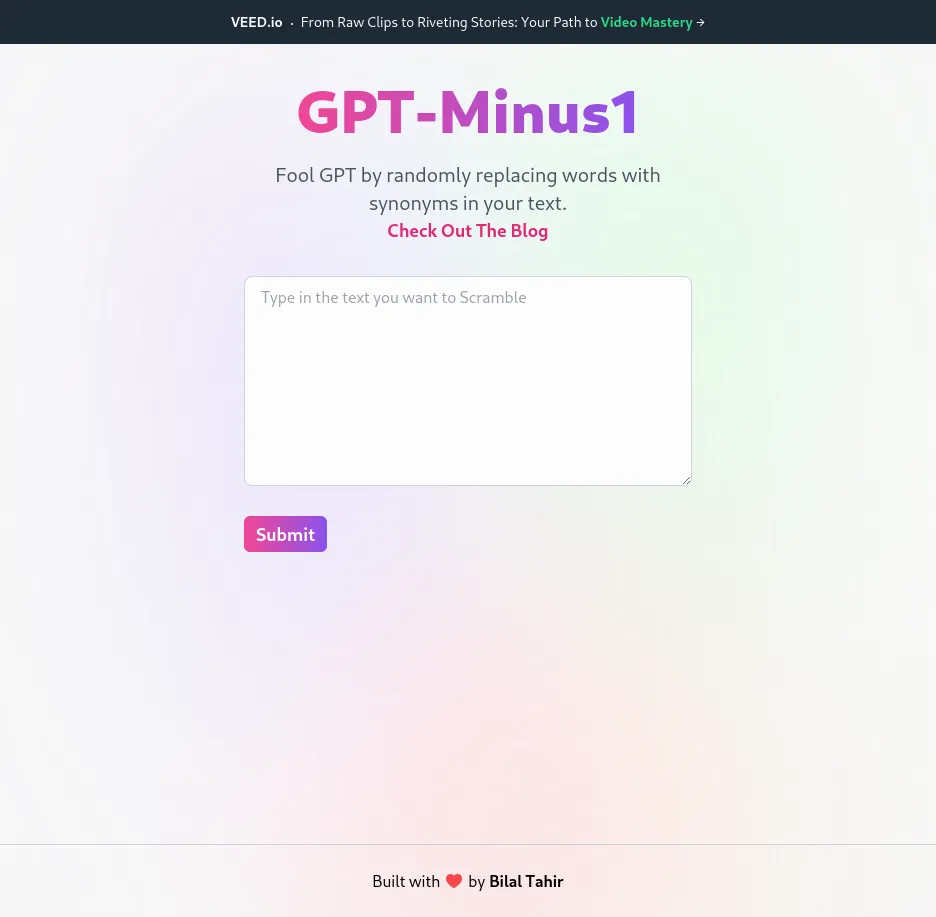 VEED.io · From Raw Clips to Riveting Stories: Your Path to Video Mastery →
GPT-Minus1
Fool GPT by randomly replacing words with
synonyms in your text.
Check Out The Blog
Type in the text you want to Scramble
Submit
Built with ❤️ by Bilal Tahir